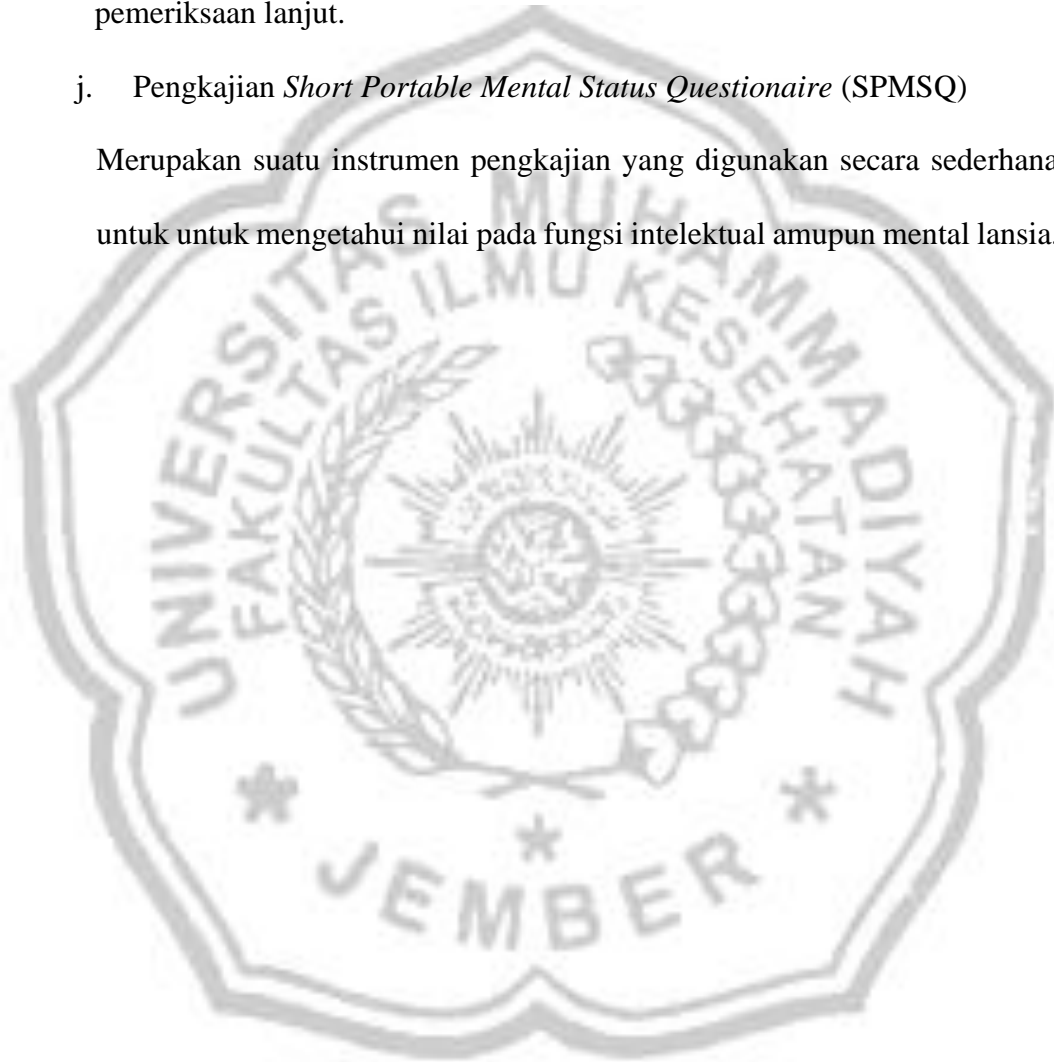 pemeriksaan lanjut.
j. Pengkajian Short Portable Mental Status Questionaire (SPMSQ)
Merupakan suatu instrumen pengkajian yang digunakan secara sederhana
untuk untuk mengetahui nilai pada fungsi intelektual amupun mental lansia.
UNIVERSITAS MUHAMMADIYAH
FAKULTAS ILMU KESEHATAN
* JEMBER *